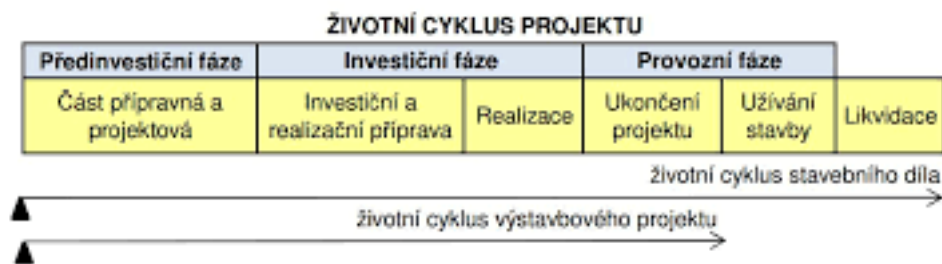 ŽIVOTNÍ CYKLUS PROJEKTU
Předinvestiční fáze Investiční fáze Provozní fáze
Část přípravná a
projektová
Investiční a
realizační příprava
Realizace
Ukončení
projektu
Užívání
stavby
Likvidace
životní cyklus stavebního díla
životní cyklus výstavbového projektu